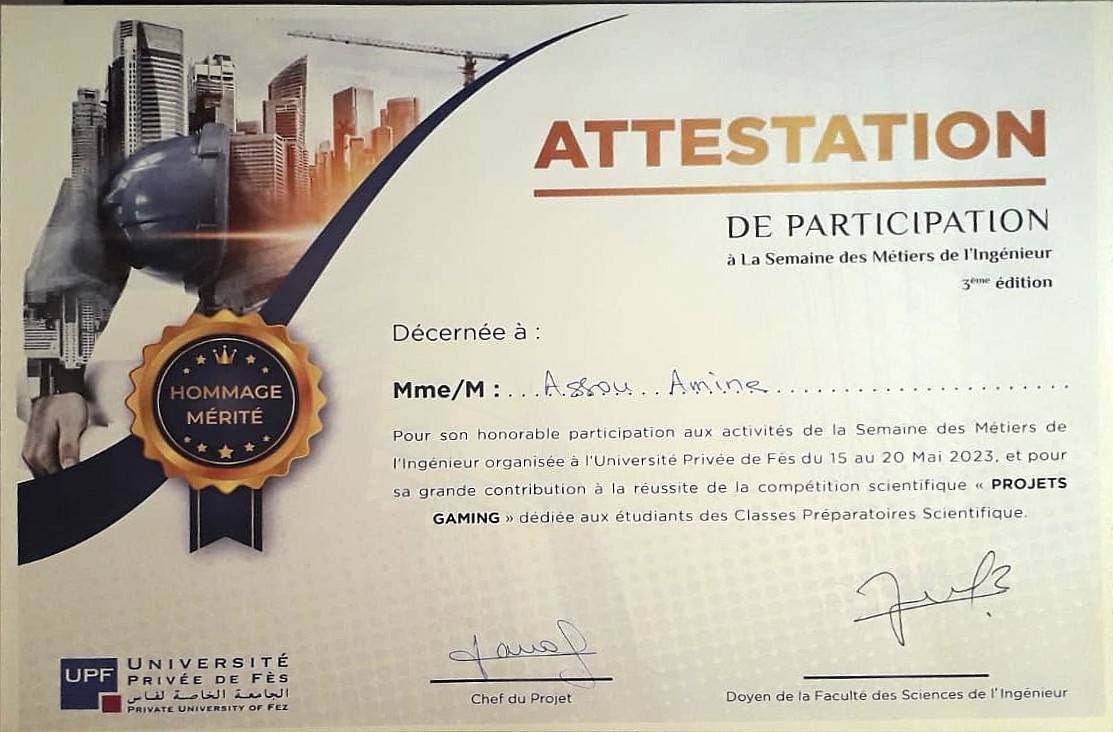 ATTESTATION
DE PARTICIPATION
à La Semaine des Métiers de l'Ingénieur
3ème édition
Décernée à :
HOMMAGE
MÉRITÉ
Mme/M : ... Assou .. Amine ..............................
Pour son honorable participation aux activités de la Semaine des Métiers de
l'Ingénieur organisée à l'Université Privée de Fès du 15 au 20 Mai 2023, et pour
sa grande contribution à la réussite de la compétition scientifique « PROJETS
GAMING » dédiée aux étudiants des Classes Préparatoires Scientifique.
UPF
UNIVERSITÉ
PRIVÉE DE FÈS
الجامعة الخاصة لفاس
PRIVATE UNIVERSITY OF FEZ
Chef du Projet
Doyen de la Faculté des Sciences de l'Ingénieur